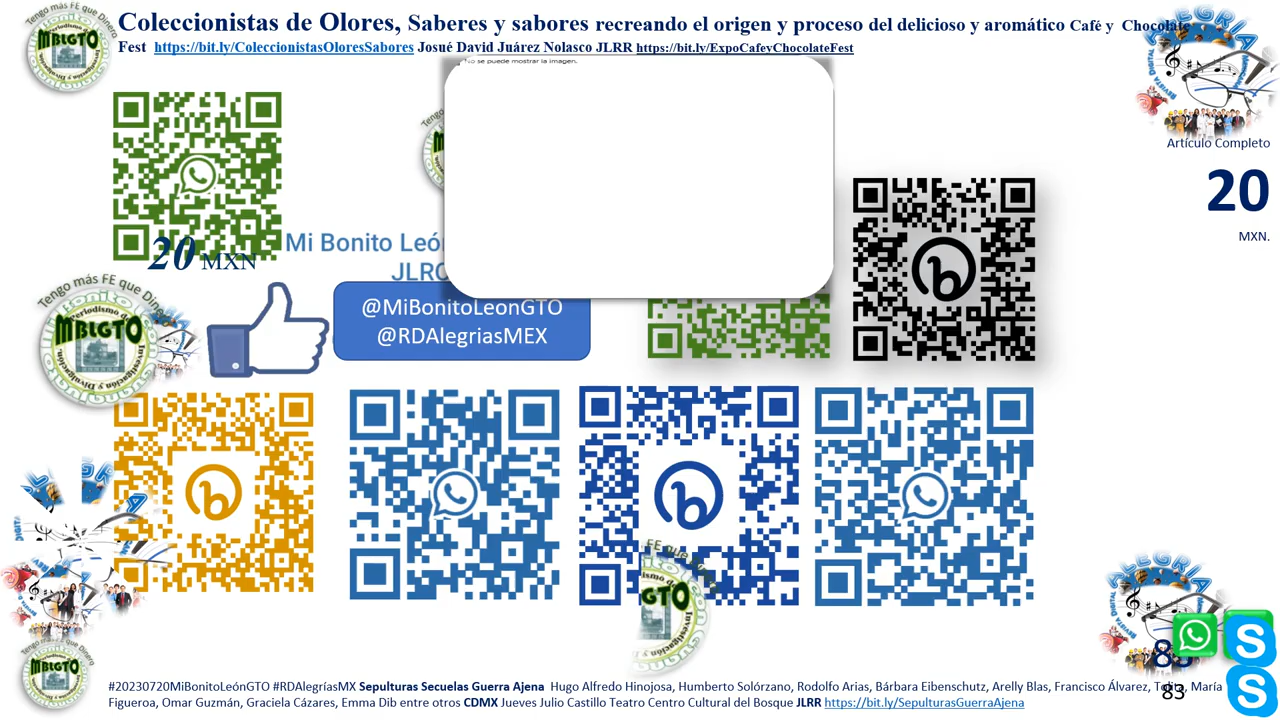 Coleccionistas de Olores, Saberes y sabores recreando el origen y proceso del delicioso y aromático Café y Chocolate
Fest https://bit.ly/ColeccionistasOloresSabores Josué David Juárez Nolasco JLRR https://bit.ly/ExpoCafeyChocolateFest
No se puede mostrar la imagen.
Artículo Completo
20
MXN.
20 MXN
Mi Bonito León
JLRC
@MiBonitoLeonGTO
@RDAlegriasMEX
Tengo más FE que Dinero
MBLGTO
83
#20230720MiBonitoLeónGTO #RDAlegríasMX Sepulturas Secuelas Guerra Ajena Hugo Alfredo Hinojosa, Humberto Solórzano, Rodolfo Arias, Bárbara Eibenschutz, Arelly Blas, Francisco Álvarez, María
Figueroa, Omar Guzmán, Graciela Cázares, Emma Dib entre otros CDMX Jueves Julio Castillo Teatro Centro Cultural del Bosque JLRR https://bit.ly/SepulturasGuerraAjena